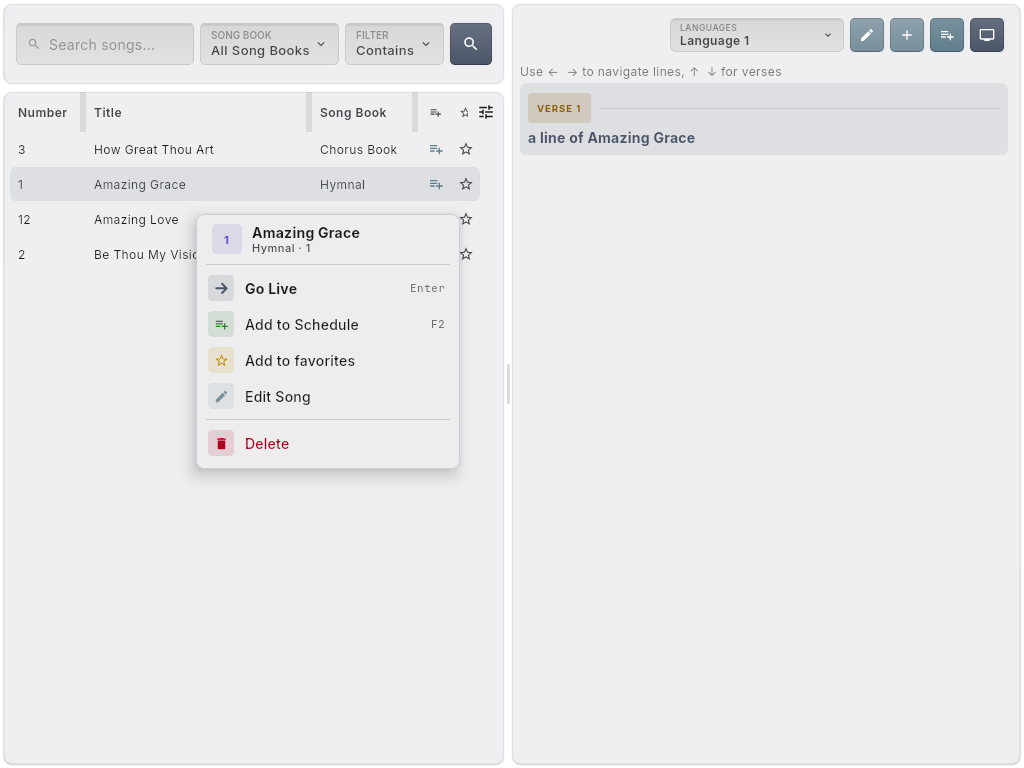 Search songs...
SONG BOOK
All Song Books
FILTER
Contains
Number Title Song Book
3 How Great Thou Art Chorus Book
1 Amazing Grace Hymnal
12 Amazing Love
2 Be Thou My
1 Amazing Grace
Hymnal · 1
Go Live Enter
Add to Schedule F2
Add to favorites
Edit Song
Delete
LANGUAGES
Language 1
Use ← → to navigate lines, ↑ ↓ for verses
VERSE 1
a line of Amazing Grace